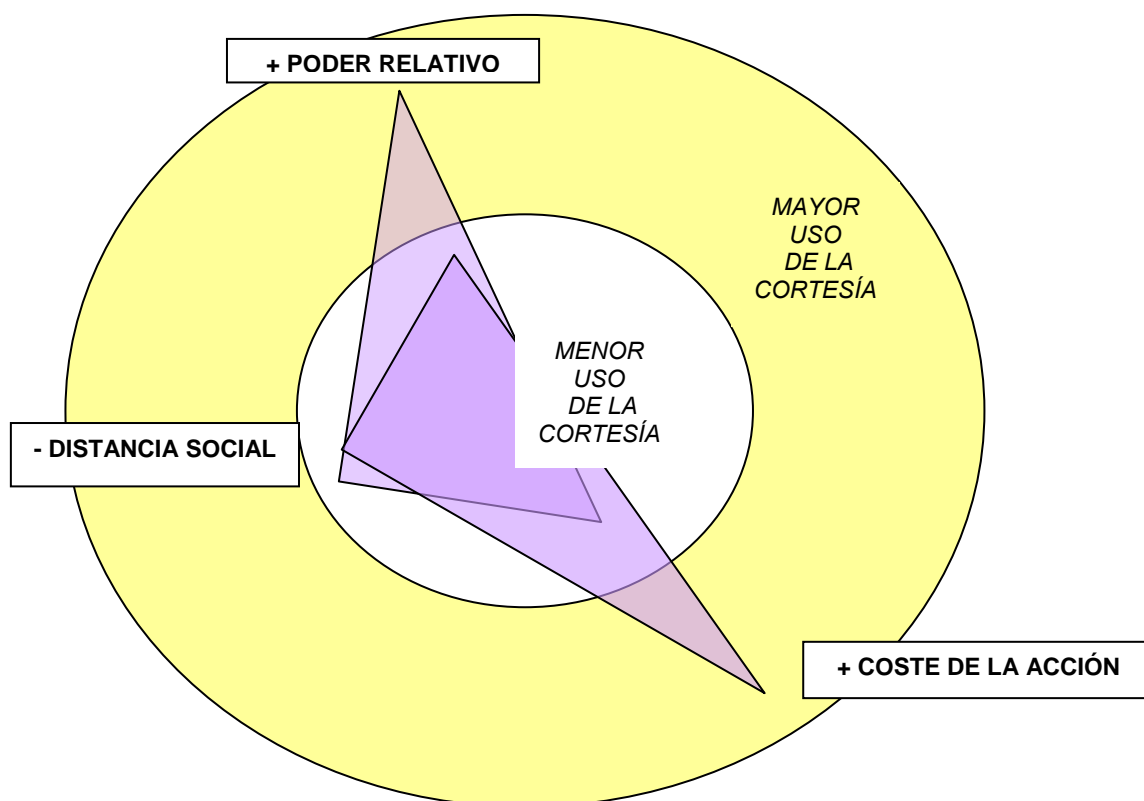 + PODER RELATIVO
MAYOR
USO
DE LA
CORTESÍA
MENOR
USO
DE LA
CORTESÍA
- DISTANCIA SOCIAL
+ COSTE DE LA ACCIÓN